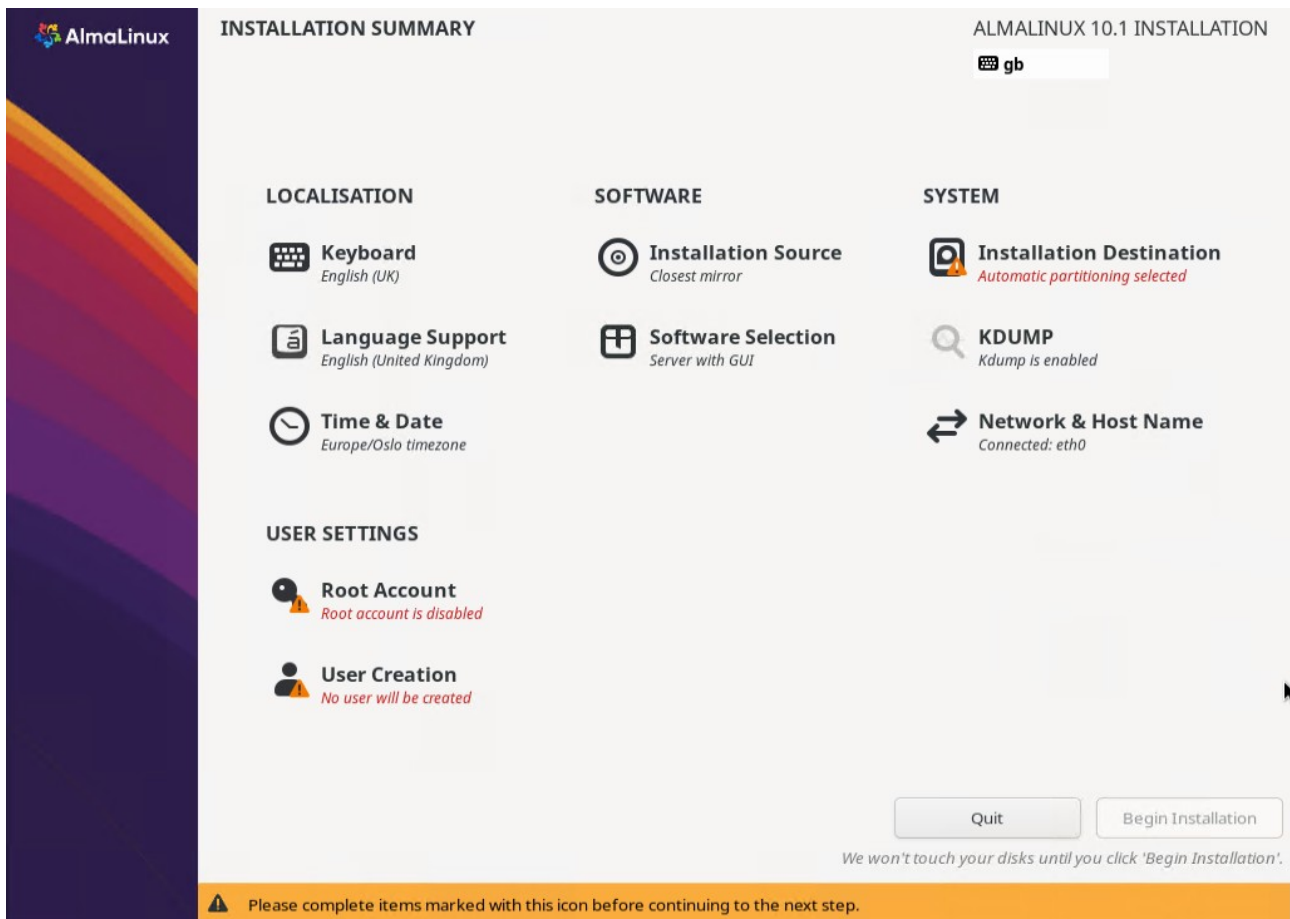 AlmaLinux
INSTALLATION SUMMARY
ALMALINUX 10.1 INSTALLATION
gb
LOCALISATION
Keyboard
English (UK)
Language Support
English (United Kingdom)
Time & Date
Europe/Oslo timezone
SOFTWARE
Installation Source
Closest mirror
Software Selection
Server with GUI
SYSTEM
Installation Destination
Automatic partitioning selected
KDUMP
Kdump is enabled
Network & Host Name
Connected: eth0
USER SETTINGS
Root Account
Root account is disabled
User Creation
No user will be created
Quit
Begin Installation
We won't touch your disks until you click 'Begin Installation'.
Please complete items marked with this icon before continuing to the next step.